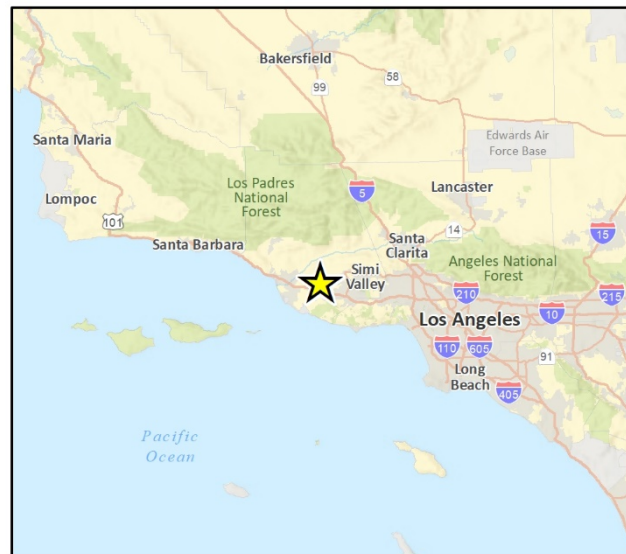 Bakersfield
58
99
Santa Maria
Edwards Air
Force Base
Los Padres
National
Forest
5
Lancaster
Lompoc
101
14
15
Santa Barbara
Santa
Clarita
Angeles National
Forest
Simi
Valley
210
215
10
Los Angeles
110
605
91
Long
Beach
405
Pacific
Ocean